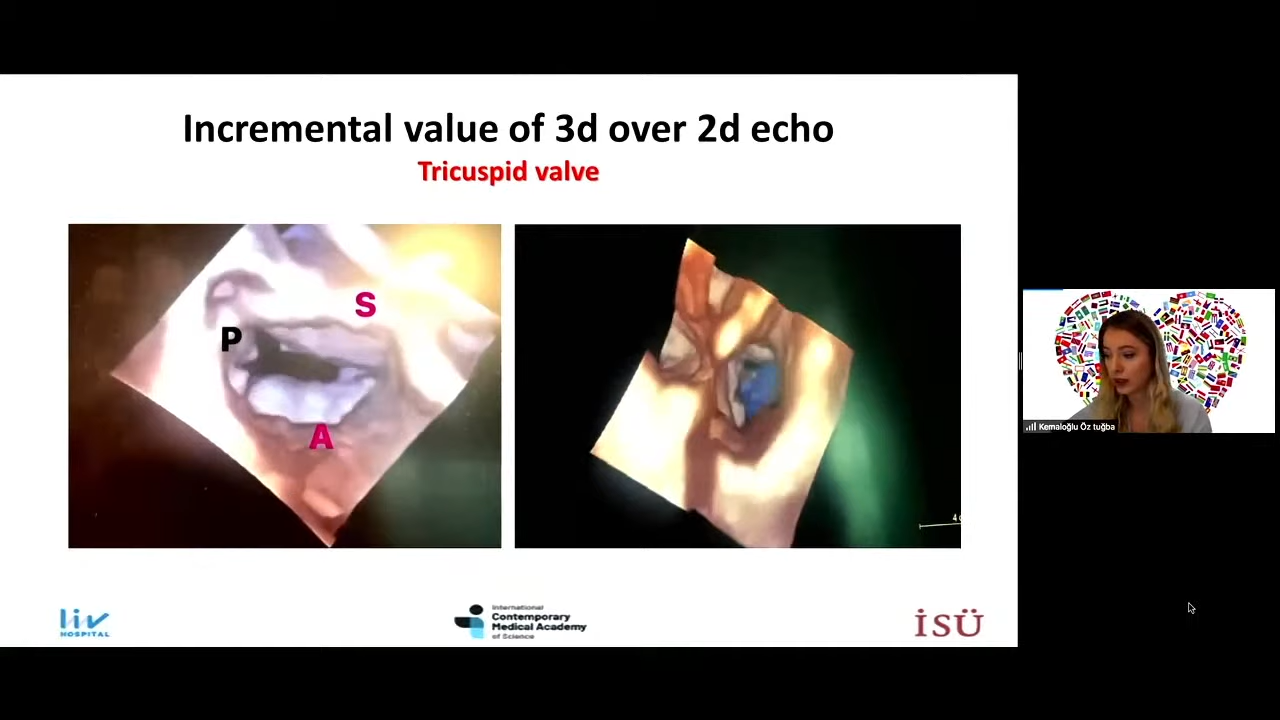 Incremental value of 3d over 2d echo
Tricuspid valve
S
P
A
4
Kemaloğlu Öz tuğba
liv
HOSPITAL
International
Contemporary
Medical Academy
of Science
İSÜ